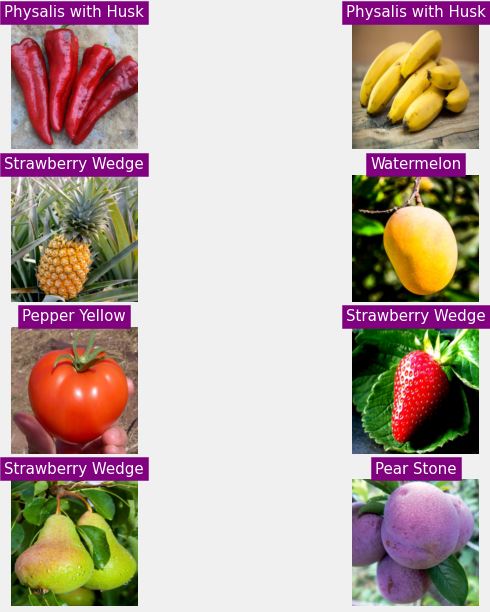 Physalis with Husk
Physalis with Husk
Strawberry Wedge
Watermelon
Pepper Yellow
Strawberry Wedge
Strawberry Wedge
Pear Stone